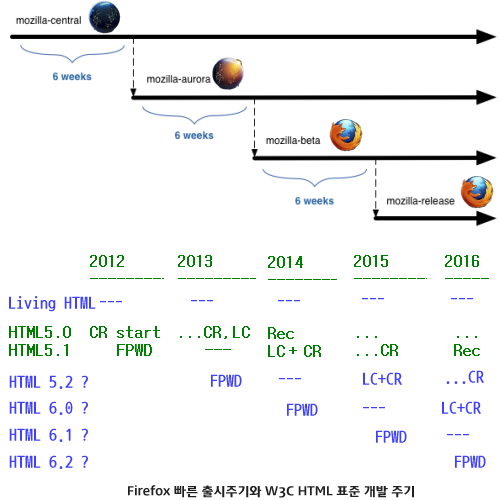 mozilla-central
6 weeks
mozilla-aurora
6 weeks
mozilla-beta
6 weeks
mozilla-release
2012 2013 2014 2015 2016
--------- --------- -------- --------- -----
Living HTML --- --- --- --- ---
HTML5.0 CR start ...CR,LC Rec ... ...
HTML5.1 FPWD --- LC+CR ...CR Rec
HTML 5.2 ? FPWD --- LC+CR ...CR
HTML 6.0 ? FPWD --- LC+CR
HTML 6.1 ? FPWD ---
HTML 6.2 ? FPWD
Firefox 빠른 출시주기와 W3C HTML 표준 개발 주기